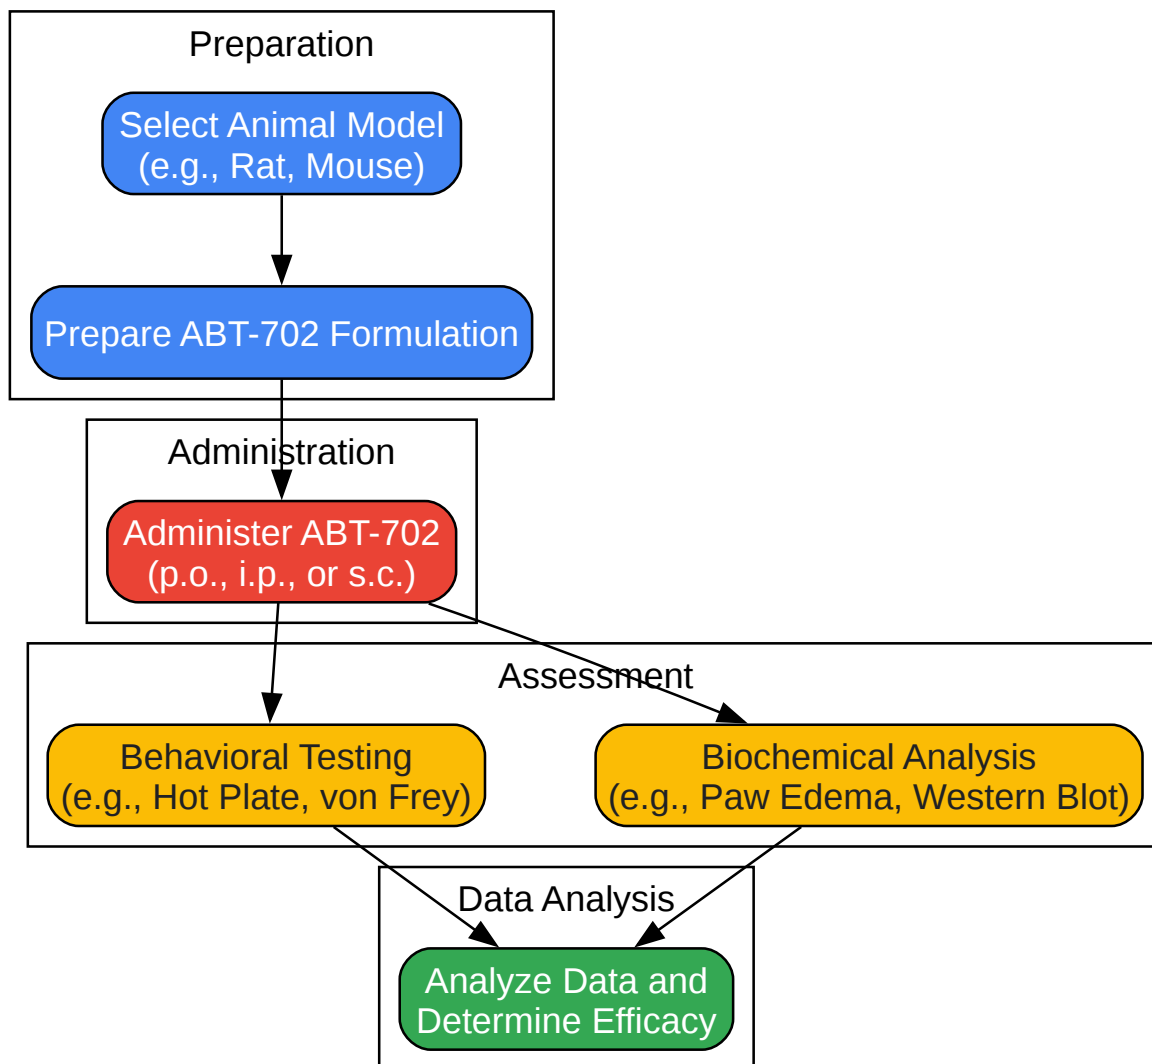 Preparation
Select Animal Model
(e.g., Rat, Mouse)
Prepare ABT-702 Formulation
Administration
Administer ABT-702
(p.o., i.p., or s.c.)
Assessment
Behavioral Testing
(e.g., Hot Plate, von Frey)
Biochemical Analysis
(e.g., Paw Edema, Western Blot)
Data Analysis
Analyze Data and
Determine Efficacy